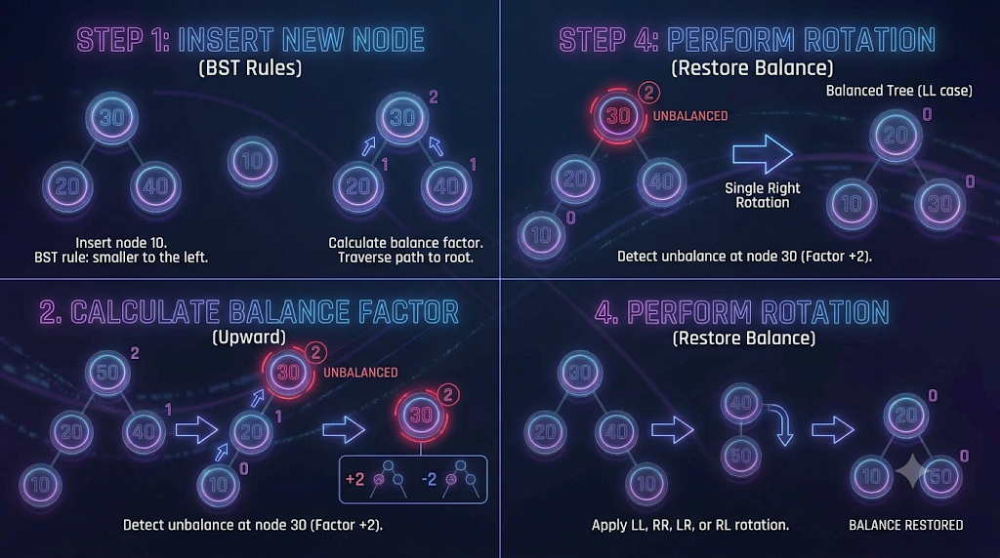 STEP 1: INSERT NEW NODE
(BST Rules)
30
20
40
10
2
30
1
20
1
40
Insert node 10.
BST rule: smaller to the left.
Calculate balance factor.
Traverse path to root.
STEP 4: PERFORM ROTATION
(Restore Balance)
2
30
UNBALANCED
20
40
0
10
Single Right
Rotation
Balanced Tree (LL case)
0
20
0
10
30
Detect unbalance at node 30 (Factor +2).
2. CALCULATE BALANCE FACTOR
(Upward)
2
50
1
20
40
10
2
30
UNBALANCED
1
20
0
10
2
30
+2
-2
Detect unbalance at node 30 (Factor +2).
4. PERFORM ROTATION
(Restore Balance)
30
20
40
10
40
50
0
20
0
10
50
Apply LL, RR, LR, or RL rotation.
BALANCE RESTORED